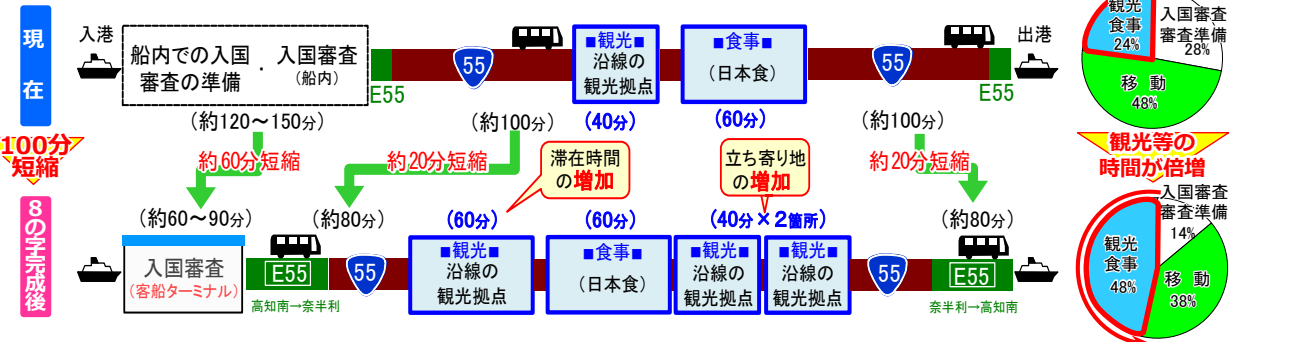 現在
入港
船内での入国審査の準備
・
入国審査
(船内)
E55
55
■観光■
沿線の
観光拠点
■食事■
(日本食)
55
E55
出港
(約120～150分)
(約100分)
(40分)
(60分)
(約100分)
観光
食事
24%
入国審査
審査準備
28%
移 動
48%
100分
短縮
約60分短縮
約20分短縮
滞在時間
の増加
立ち寄り地
の増加
約20分短縮
観光等の
時間が倍増
8の字完成後
(約60～90分)
(約80分)
(60分)
(60分)
(40分×2箇所)
(約80分)
入国審査
(客船ターミナル)
E55
高知南→奈半利
55
■観光■
沿線の
観光拠点
■食事■
(日本食)
■観光■
沿線の
観光拠点
■観光■
沿線の
観光拠点
55
E55
奈半利→高知南
入国審査
審査準備
14%
観光
食事
48%
移 動
38%